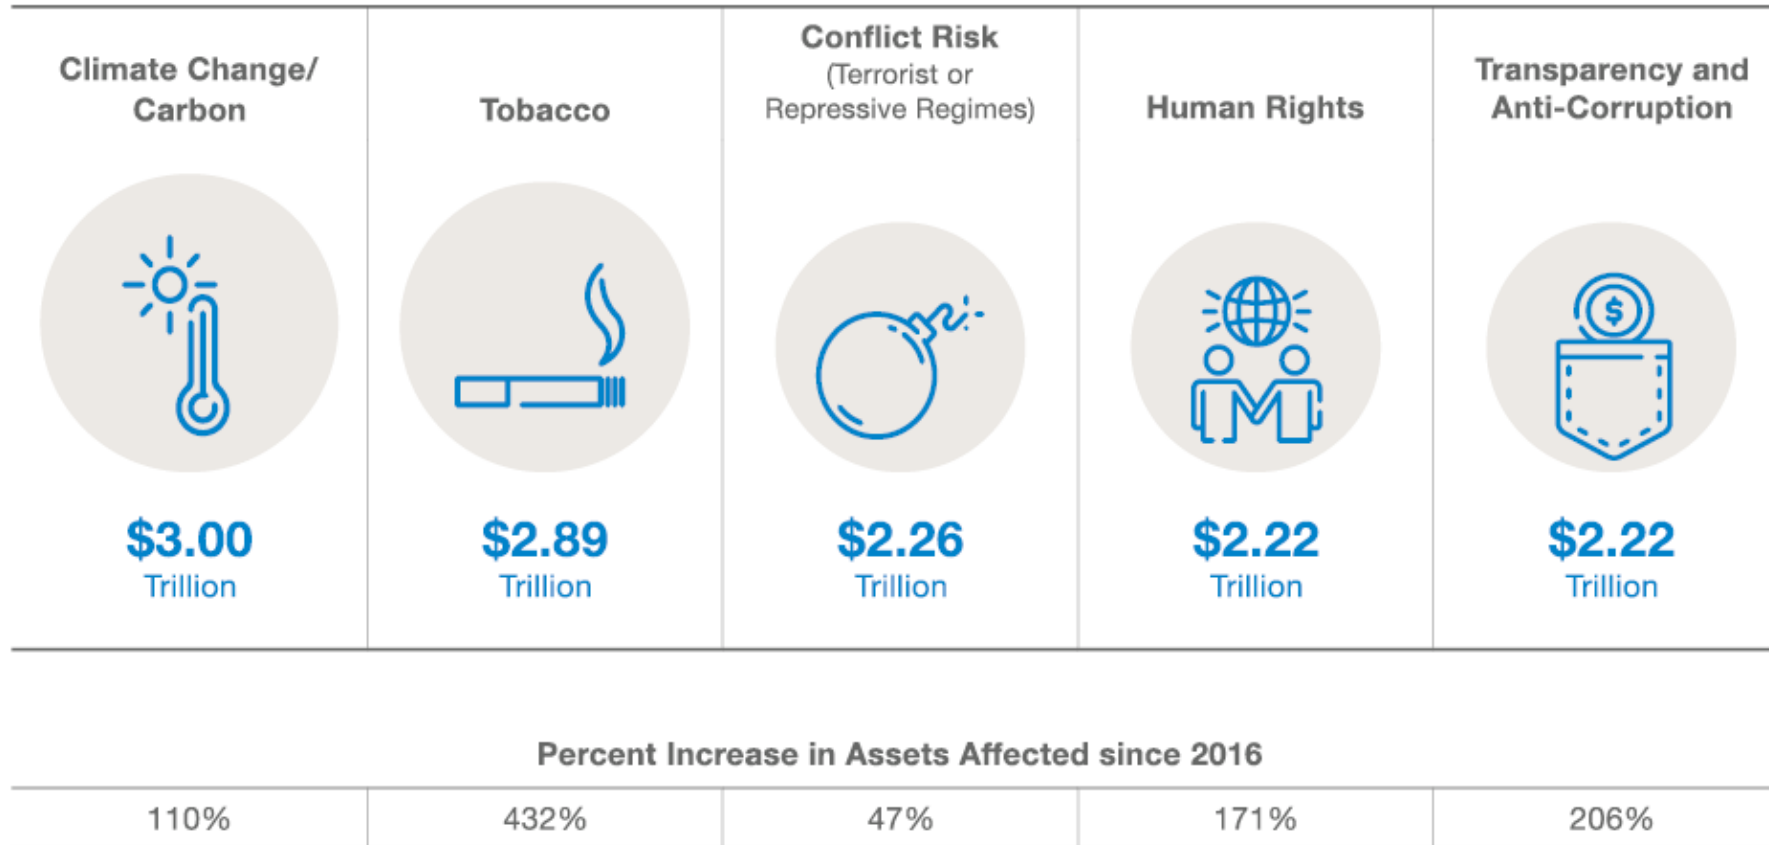 Climate Change/
Carbon
Tobacco
Conflict Risk
(Terrorist or
Repressive Regimes)
Human Rights
Transparency and
Anti-Corruption
$
$3.00
Trillion
$2.89
Trillion
$2.26
Trillion
$2.22
Trillion
$2.22
Trillion
Percent Increase in Assets Affected since 2016
110%
432%
47%
171%
206%